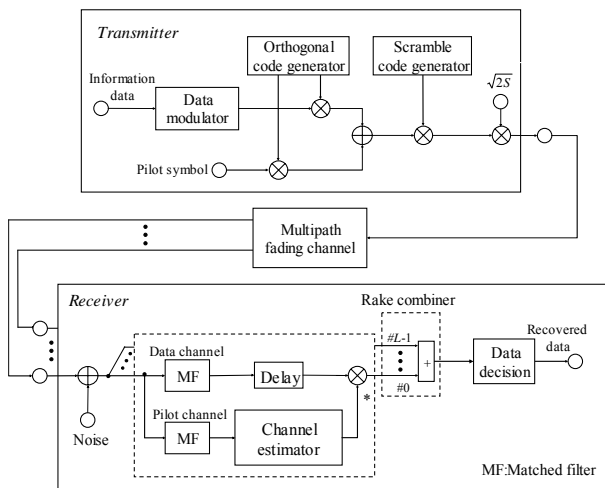 Transmitter
Orthogonal
code generator
Scramble
code generator
√2S
Information
data
Data
modulator
Pilot symbol
Multipath
fading channel
Receiver
Rake combiner
Data channel
MF
Delay
#L-1
+
#0
Data
decision
Recovered
data
*
Pilot channel
MF
Channel
estimator
Noise
MF:Matched filter